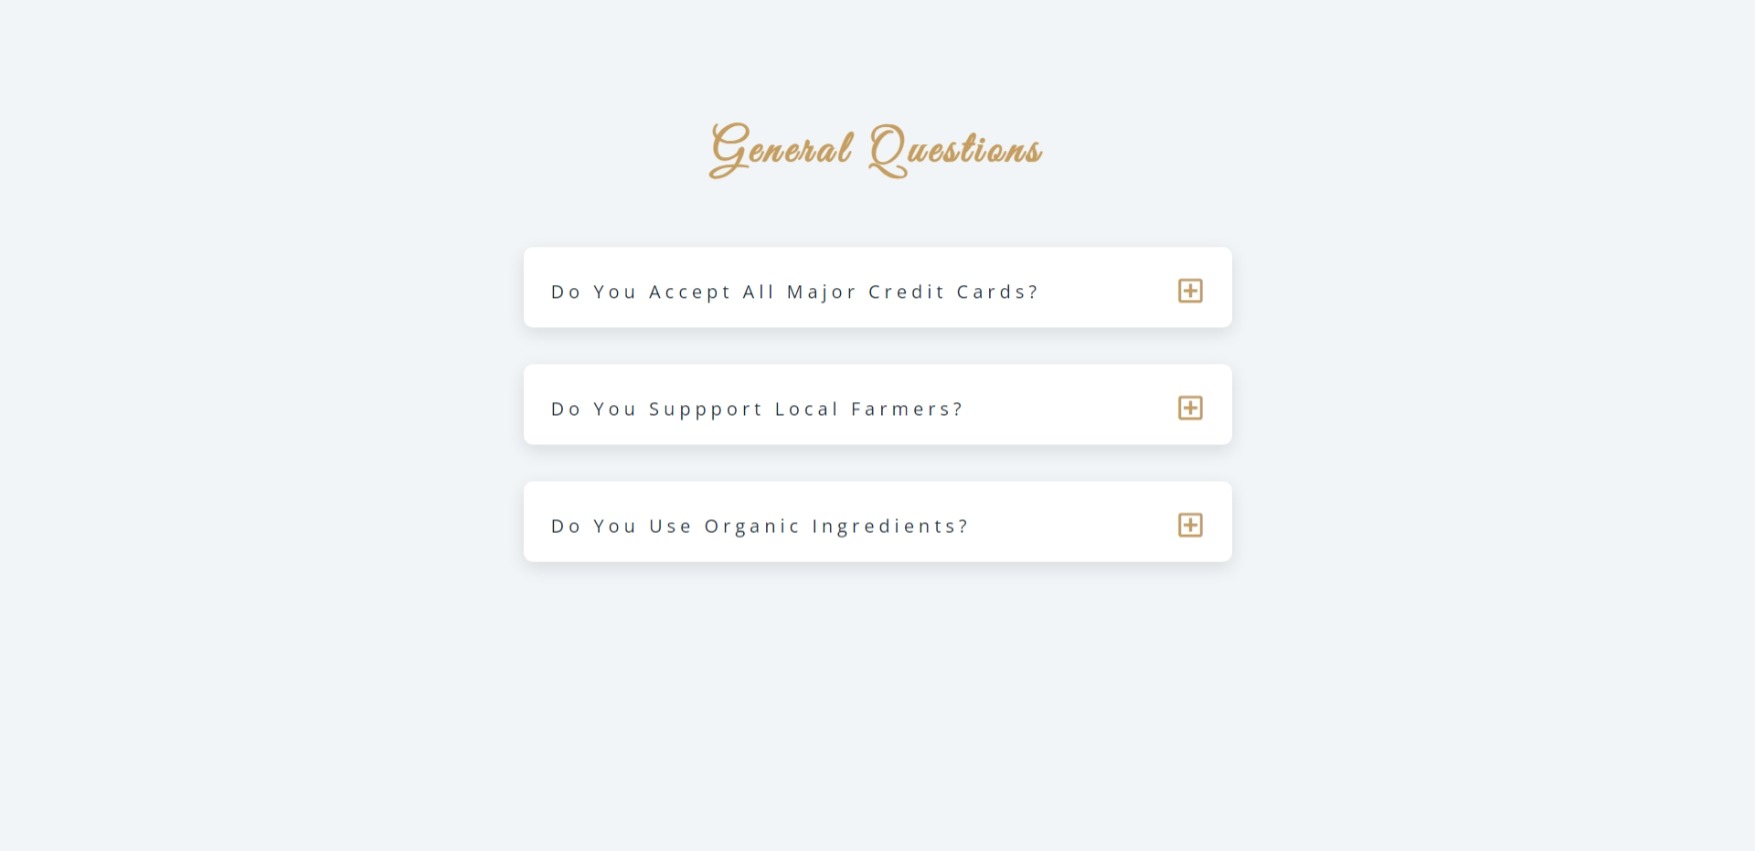 General Questions
Do You Accept All Major Credit Cards?
Do You Suppport Local Farmers?
Do You Use Organic Ingredients?